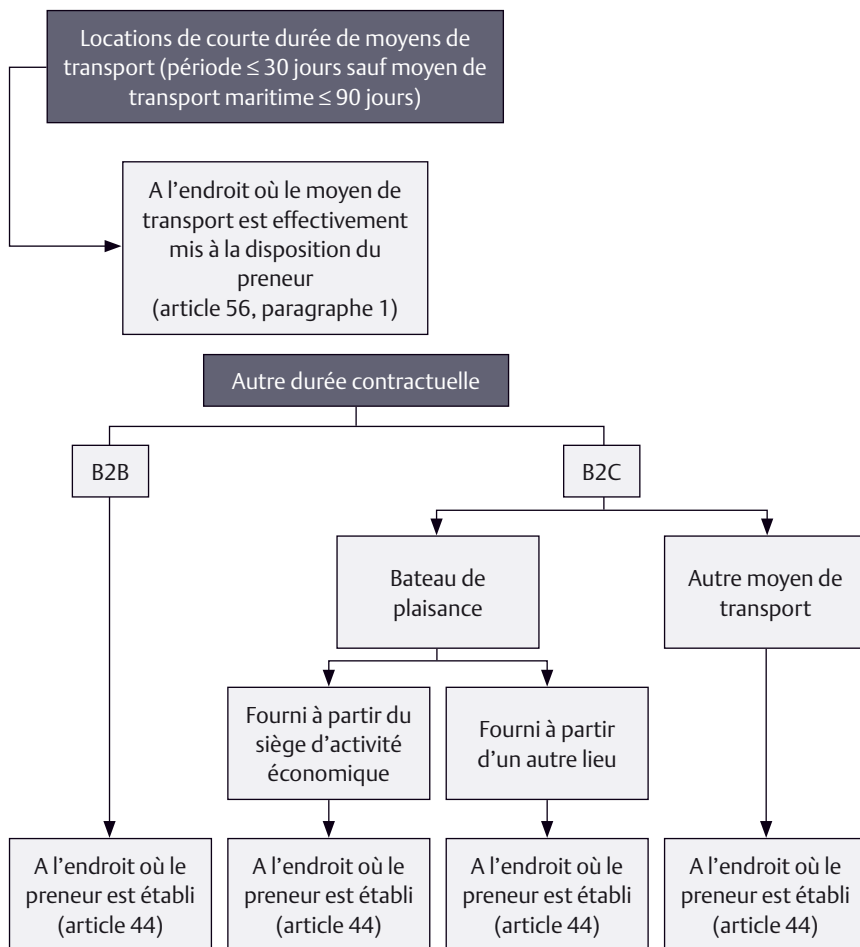 Locations de courte durée de moyens de
transport (période ≤ 30 jours sauf moyen de
transport maritime ≤ 90 jours)
A l’endroit où le moyen de
transport est effectivement
mis à la disposition du
preneur
(article 56, paragraphe 1)
Autre durée contractuelle
B2B
B2C
Bateau de
plaisance
Autre moyen de
transport
Fourni à partir du
siège d’activité
économique
Fourni à partir
d’un autre lieu
A l’endroit où le
preneur est établi
(article 44)
A l’endroit où le
preneur est établi
(article 44)
A l’endroit où le
preneur est établi
(article 44)
A l’endroit où le
preneur est établi
(article 44)